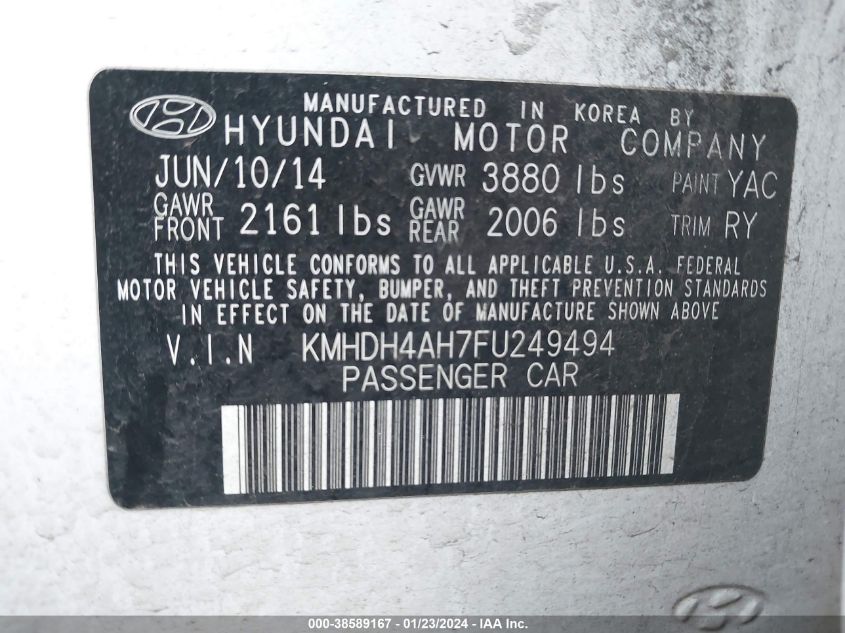 MANUFACTURED IN KOREA BY
HYUNDAI MOTOR COMPANY
JUN/10/14 GVWR 3880 lbs PAINT YAC
GAWR FRONT 2161 lbs GAWR REAR 2006 lbs TRIM RY
THIS VEHICLE CONFORMS TO ALL APPLICABLE U.S.A. FEDERAL
MOTOR VEHICLE SAFETY, BUMPER, AND THEFT PREVENTION STANDARDS
IN EFFECT ON THE DATE OF MANUFACTURE SHOWN ABOVE
V.I.N KMHDH4AH7FU249494
PASSENGER CAR
000-38589167 - 01/23/2024 - IAA Inc.